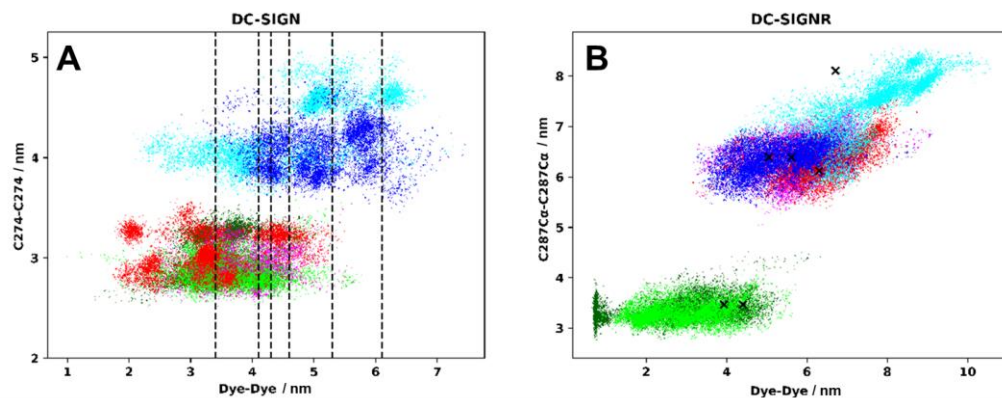 DC-SIGN
DC-SIGNR
A
B
C274-C274 / nm
5
4
3
2
1 2 3 4 5 6 7
Dye-Dye / nm
C287Cα-C287Cα / nm
8
7
6
5
4
3
2 4 6 8 10
Dye-Dye / nm